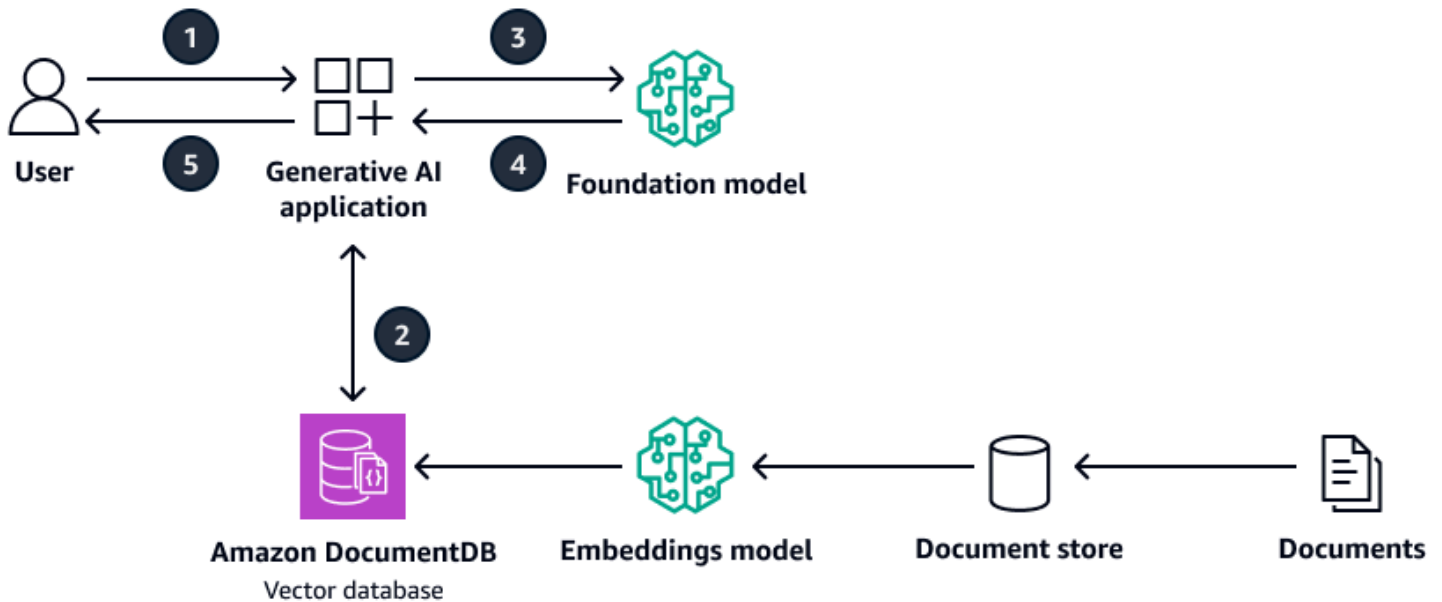 1
3
5
4
User
Generative AI
application
Foundation model
2
Amazon DocumentDB
Vector database
Embeddings model
Document store
Documents